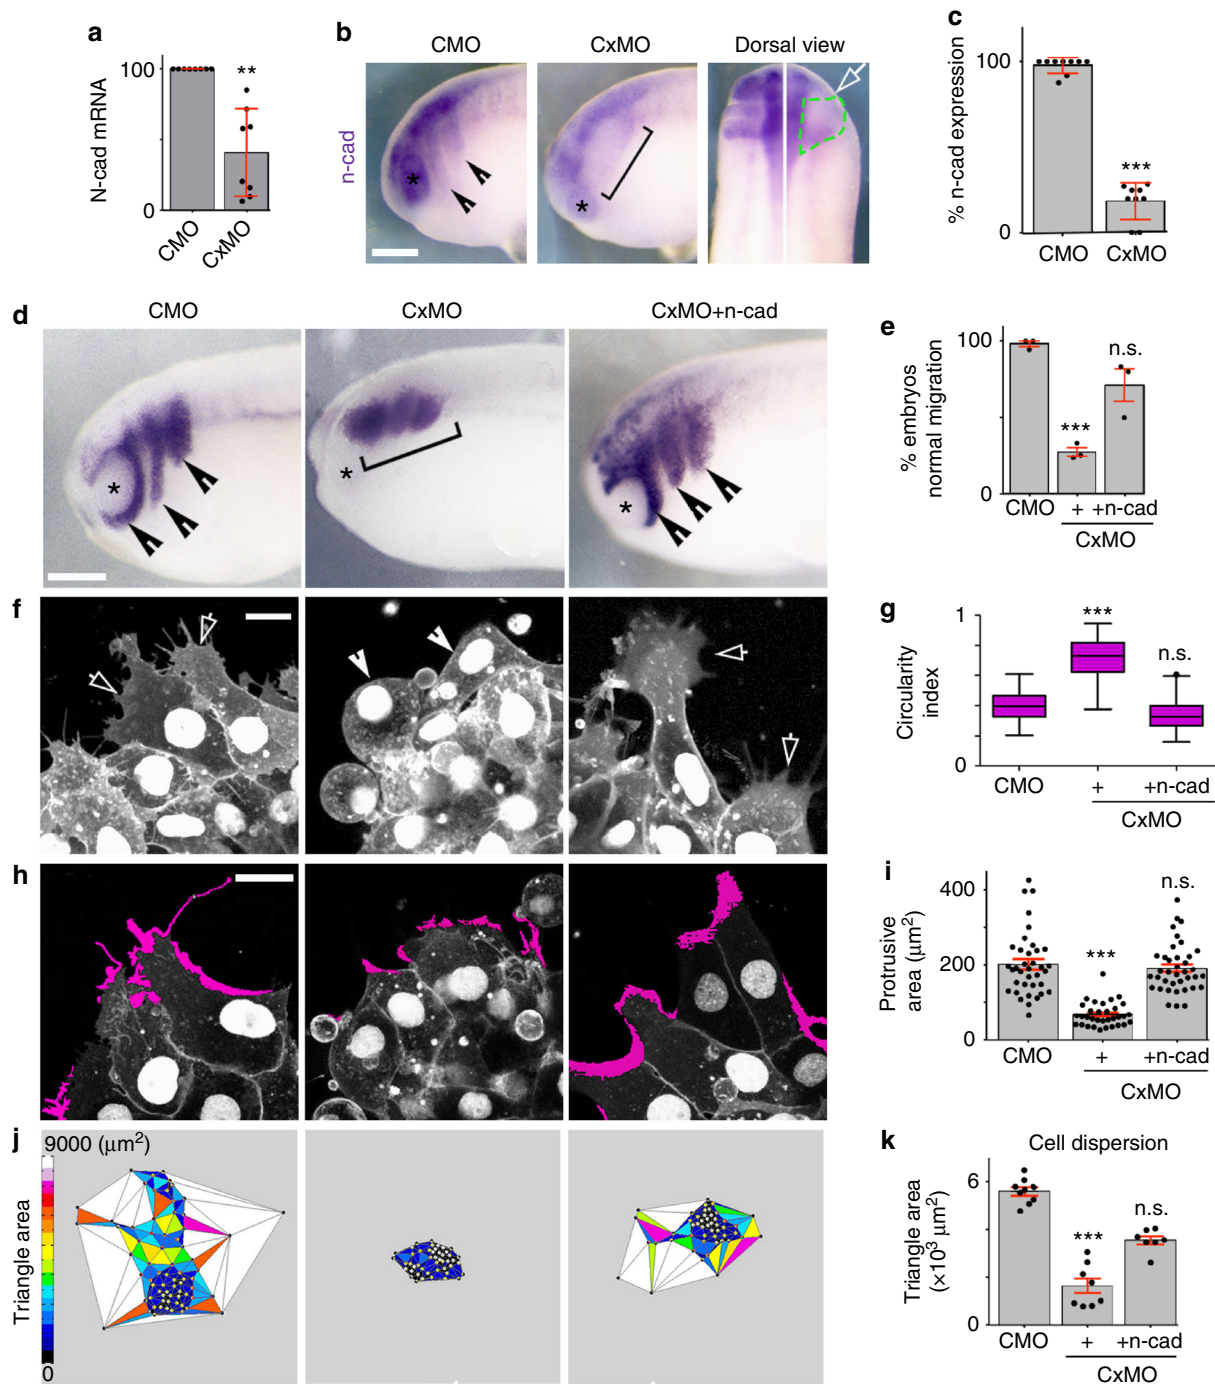 a
N-cad mRNA
100
0
**
CMO
CxMO
b
CMO
CxMO
Dorsal view
n-cad
*
*
c
% n-cad expression
100
0
***
CMO
CxMO
d
CMO
CxMO
CxMO+n-cad
*
*
*
e
% embryos
normal migration
100
0
***
n.s.
CMO
+
+n-cad
CxMO
f
g
Circularity
index
1
0
***
n.s.
CMO
+
+n-cad
CxMO
h
i
Protrusive
area (μm2)
400
200
0
***
n.s.
CMO
+
+n-cad
CxMO
j
9000 (μm2)
Triangle area
0
k
Cell dispersion
Triangle area
(×103 μm2)
6
0
***
n.s.
CMO
+
+n-cad
CxMO